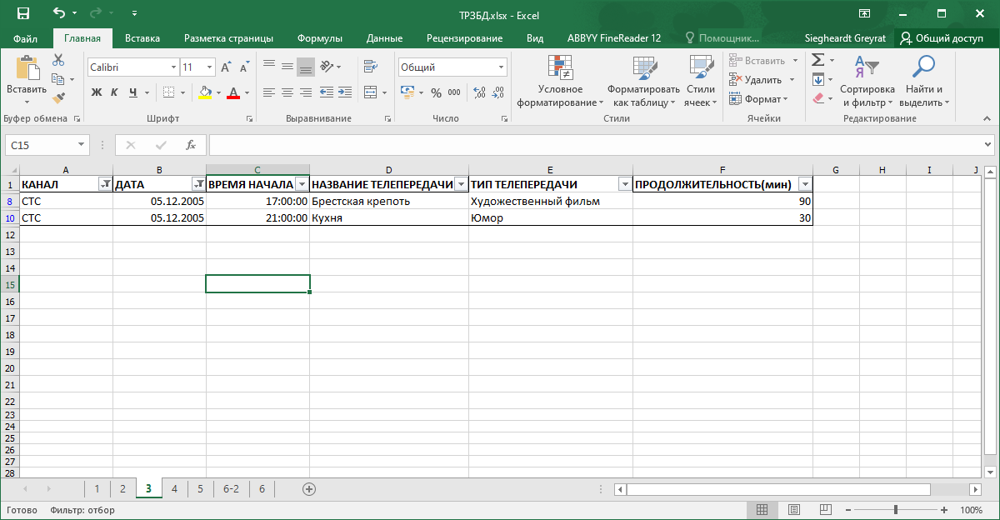 ТРЗБД.xlsx - Excel
Файл Главная Вставка Разметка страницы Формулы Данные Рецензирование Вид ABBYY FineReader 12 Помощник... Siegheardt Greyrat Общий доступ
Вставить
Calibri 11
Ж К Ч
Общий
% 000
Условное форматирование
Форматировать как таблицу
Стили ячеек
Вставить
Удалить
Формат
Сортировка и фильтр
Найти и выделить
Буфер обмена Шрифт Выравнивание Число Стили Ячейки Редактирование
C15 fx
A B C D E F G H I J
1 КАНАЛ ДАТА ВРЕМЯ НАЧАЛА НАЗВАНИЕ ТЕЛЕПЕРЕДАЧИ ТИП ТЕЛЕПЕРЕДАЧИ ПРОДОЛЖИТЕЛЬНОСТЬ(мин)
8 СТС 05.12.2005 17:00:00 Брестская крепоть Художественный фильм 90
10 СТС 05.12.2005 21:00:00 Кухня Юмор 30
12
13
14
15
16
17
18
19
20
21
22
23
24
25
26
27
28
1 2 3 4 5 6-2 6
Готово Фильтр: отбор 100%